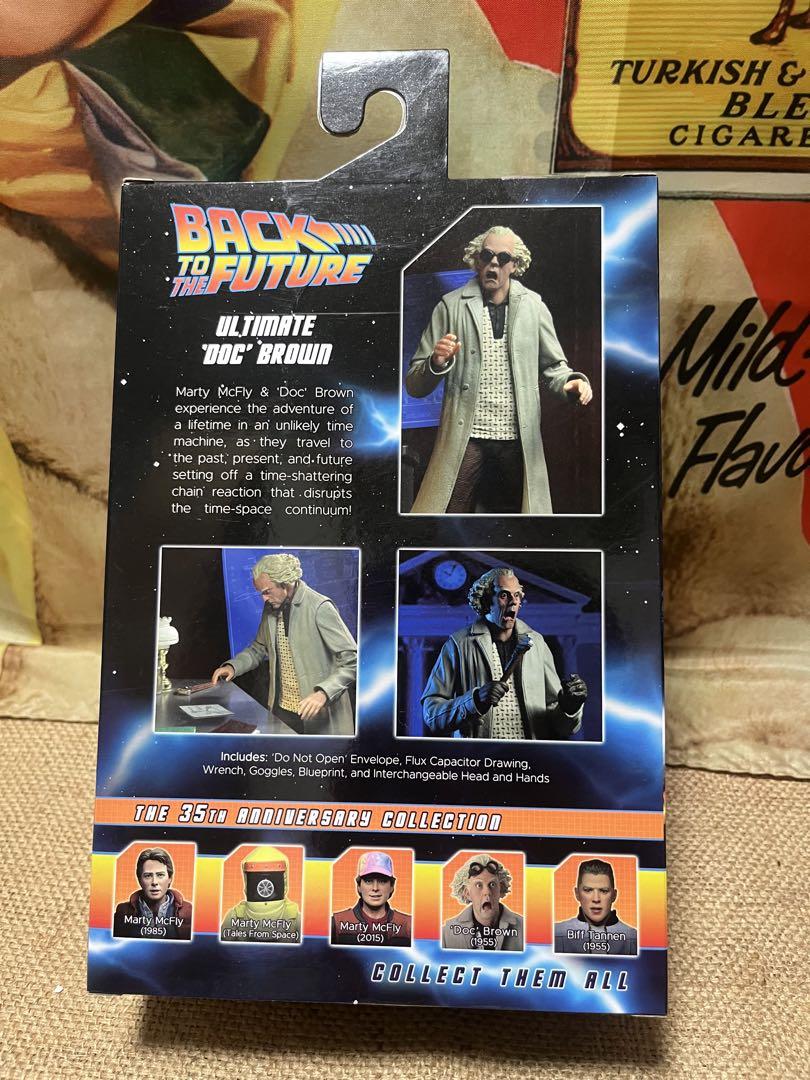 TURKISH &
BLE
CIGARE
Mild
Flavo
BACK
TO THE FUTURE
ULTIMATE
'DOC' BROWN
Marty McFly & 'Doc' Brown
experience the adventure of
a lifetime in an unlikely time
machine, as they travel to
the past, present, and future
setting off a time-shattering
chain reaction that disrupts
the time-space continuum!
Includes: 'Do Not Open' Envelope, Flux Capacitor Drawing,
Wrench, Goggles, Blueprint, and Interchangeable Head and Hands
THE 35TH ANNIVERSARY COLLECTION
Marty McFly
(1985)
Marty McFly
(Tales From Space)
Marty McFly
(2015)
'Doc' Brown
(1955)
Biff Tannen
(1955)
COLLECT THEM ALL